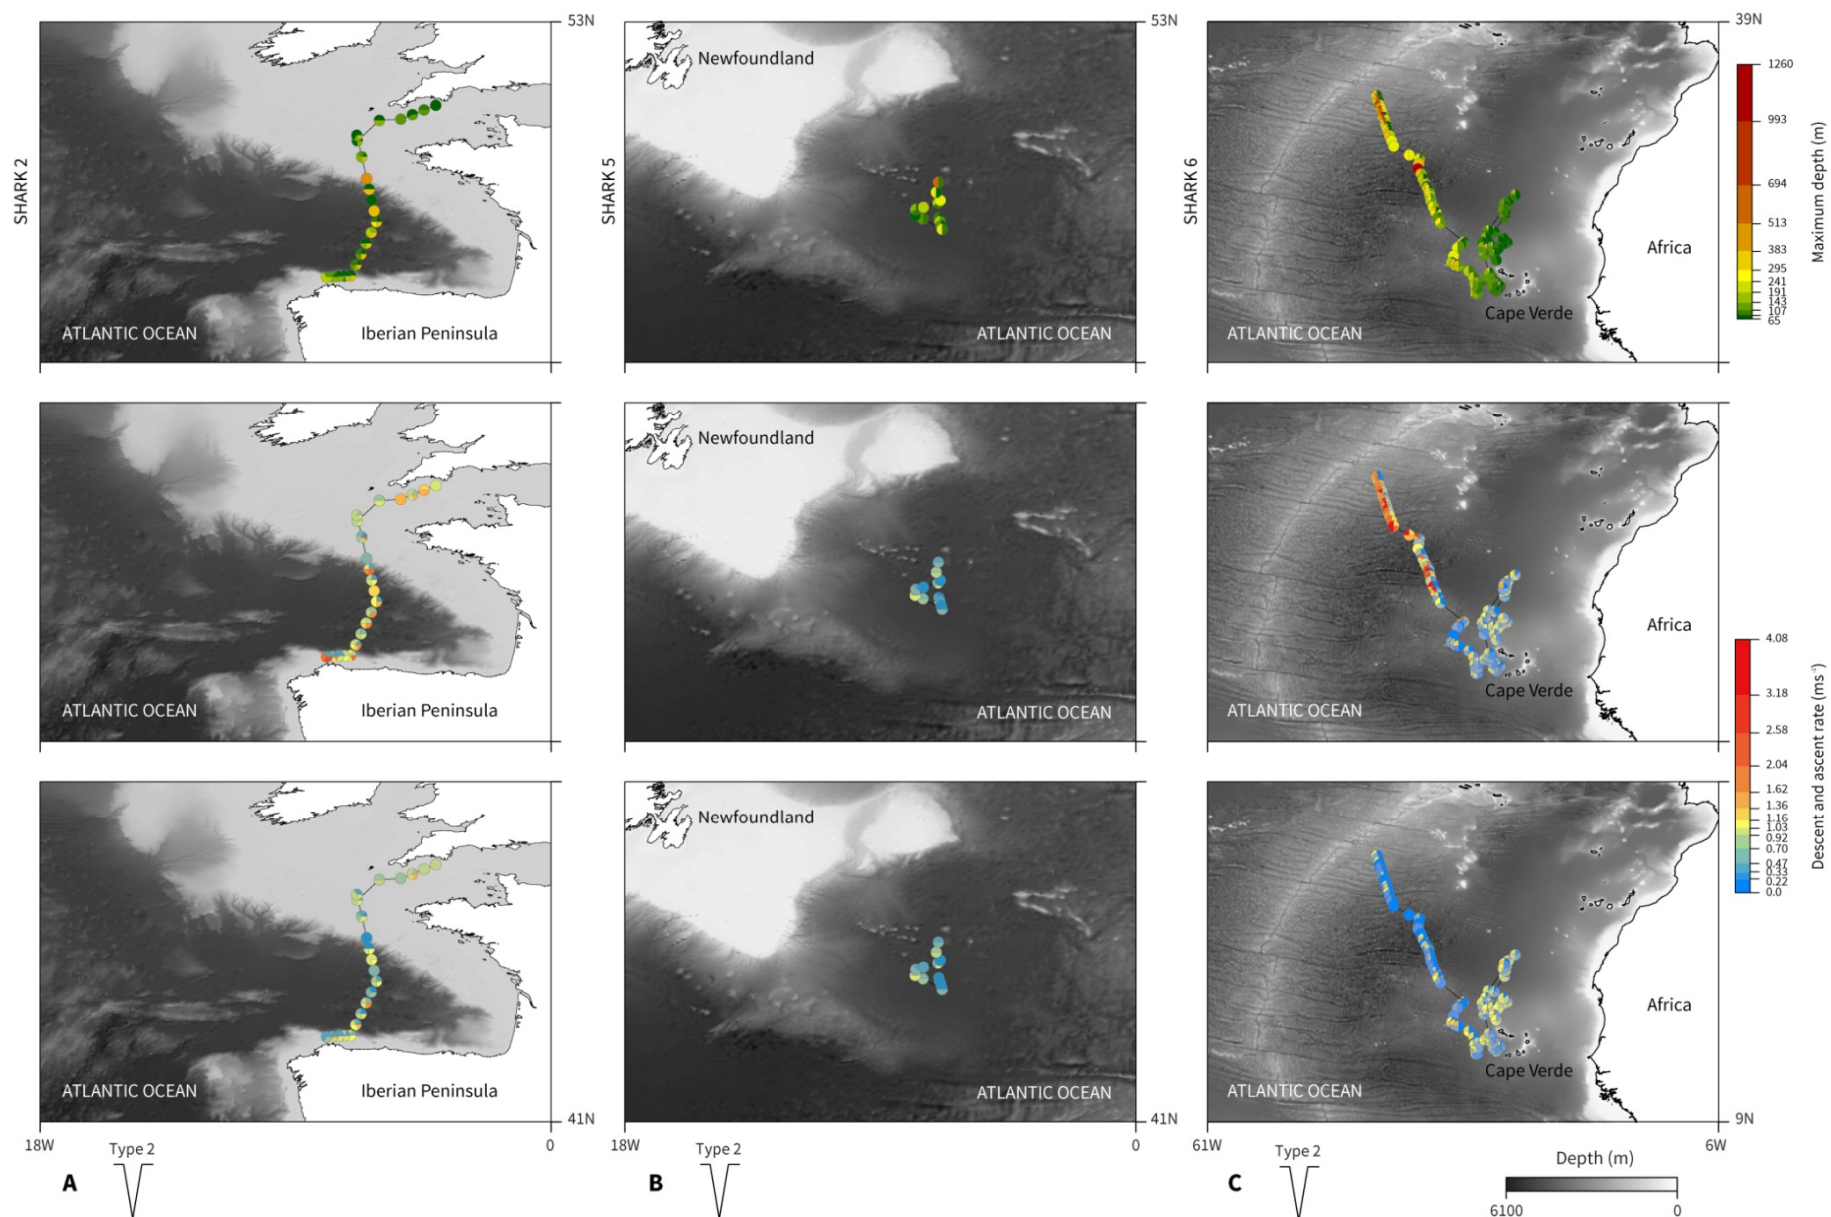 53N
53N
39N
SHARK 2
ATLANTIC OCEAN
Iberian Peninsula
SHARK 5
Newfoundland
ATLANTIC OCEAN
SHARK 6
Africa
Cape Verde
ATLANTIC OCEAN
1260
993
694
513
383
295
241
191
143
107
65
Maximum depth (m)
ATLANTIC OCEAN
Iberian Peninsula
Newfoundland
ATLANTIC OCEAN
Africa
Cape Verde
ATLANTIC OCEAN
4.08
3.18
2.58
2.04
1.62
1.36
1.16
1.03
0.92
0.70
0.47
0.33
0.22
0.0
Descent and ascent rate (ms⁻¹)
ATLANTIC OCEAN
Iberian Peninsula
Newfoundland
ATLANTIC OCEAN
Africa
Cape Verde
ATLANTIC OCEAN
41N
41N
9N
18W
0
18W
0
61W
6W
Type 2
Type 2
Type 2
A
B
C
Depth (m)
6100
0